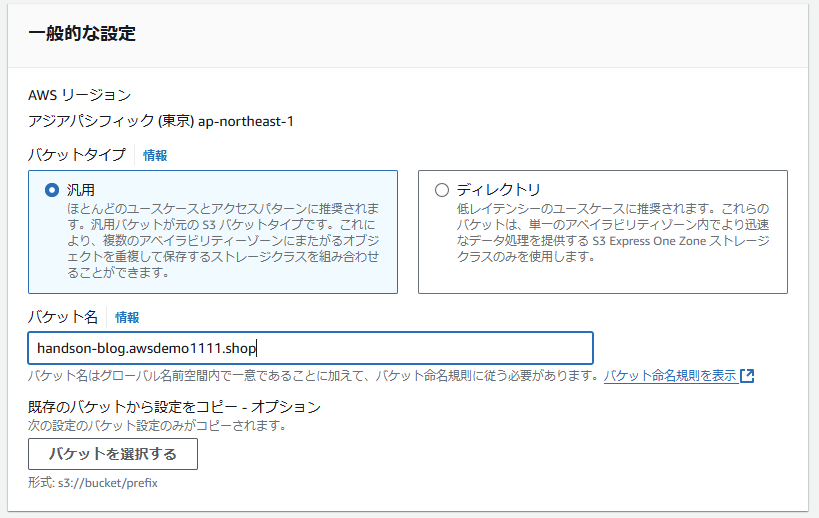 一般的な設定
AWS リージョン
アジアパシフィック (東京) ap-northeast-1
バケットタイプ 情報
汎用
ほとんどのユースケースとアクセスパターンに推奨されま
す。汎用バケットが元の S3 バケットタイプです。これに
より、複数のアベイラビリティーゾーンにまたがるオブジ
ェクトを重複して保存するストレージクラスを組み合わせ
ることができます。
ディレクトリ
低レイテンシーのユースケースに推奨されます。これらの
バケットは、単一のアベイラビリティゾーン内でより迅速
なデータ処理を提供する S3 Express One Zone ストレージ
クラスのみを使用します。
バケット名 情報
handson-blog.awsdemo1111.shop
バケット名はグローバル名前空間内で一意であることに加えて、バケット命名規則に従う必要があります。バケット命名規則を表示
既存のバケットから設定をコピー - オプション
次の設定のバケット設定のみがコピーされます。
バケットを選択する
形式: s3://bucket/prefix